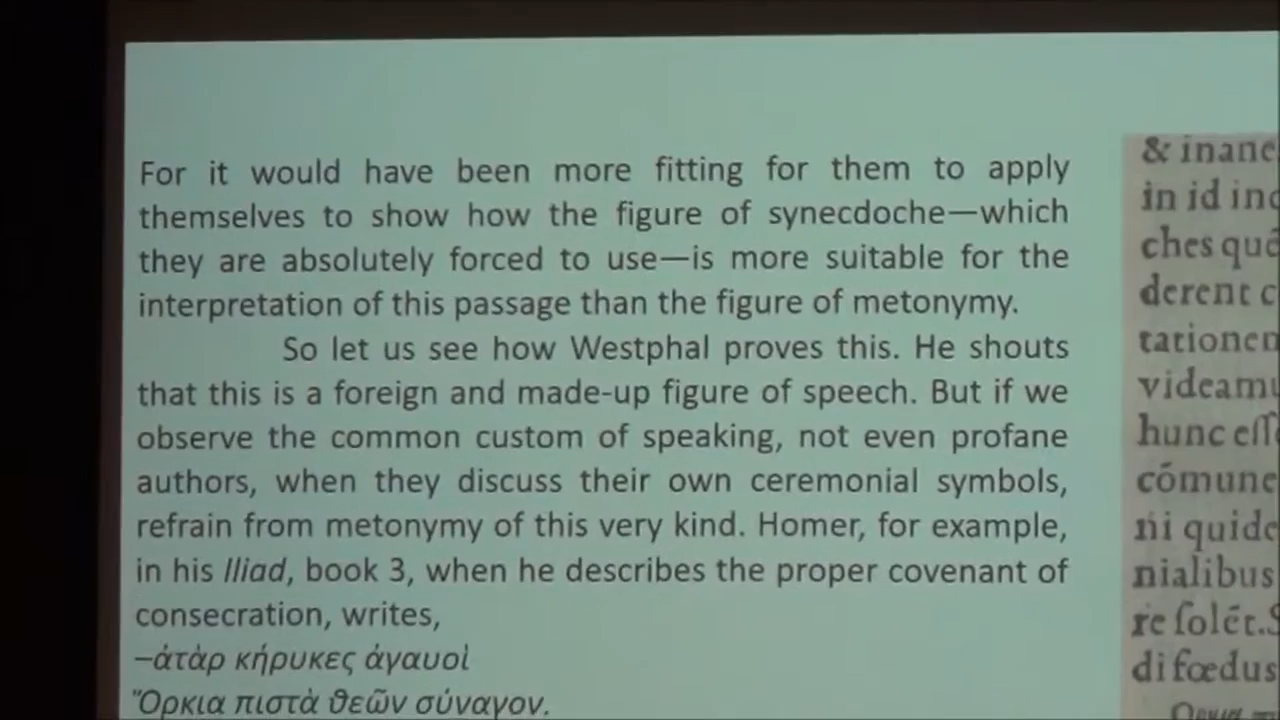 For it would have been more fitting for them to apply
themselves to show how the figure of synecdoche—which
they are absolutely forced to use—is more suitable for the
interpretation of this passage than the figure of metonymy.
So let us see how Westphal proves this. He shouts
that this is a foreign and made-up figure of speech. But if we
observe the common custom of speaking, not even profane
authors, when they discuss their own ceremonial symbols,
refrain from metonymy of this very kind. Homer, for example,
in his Iliad, book 3, when he describes the proper covenant of
consecration, writes,
–ἀτὰρ κήρυκες ἀγαυοὶ
Ὅρκια πιστὰ θεῶν σύναγον.
& inane
in id
ches
derent
tationem
videamu
hunc eſſ
cōmune
ni quide
nialibus
re ſolēt.
di fœdus